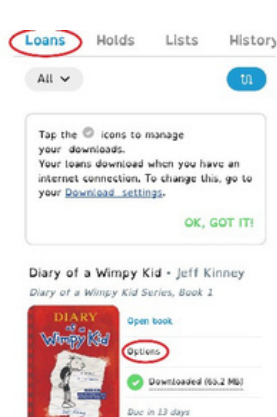 Loans Holds Lists History
All
Tap the icons to manage
your downloads.
Your loans download when you have an
internet connection. To change this, go to
your Download settings.
OK, GOT IT!
Diary of a Wimpy Kid • Jeff Kinney
Diary of a Wimpy Kid Series, Book 1
DIARY
of a
Wimpy Kid
Open book
Options
Downloaded (65.2 MB)
Due in 13 days